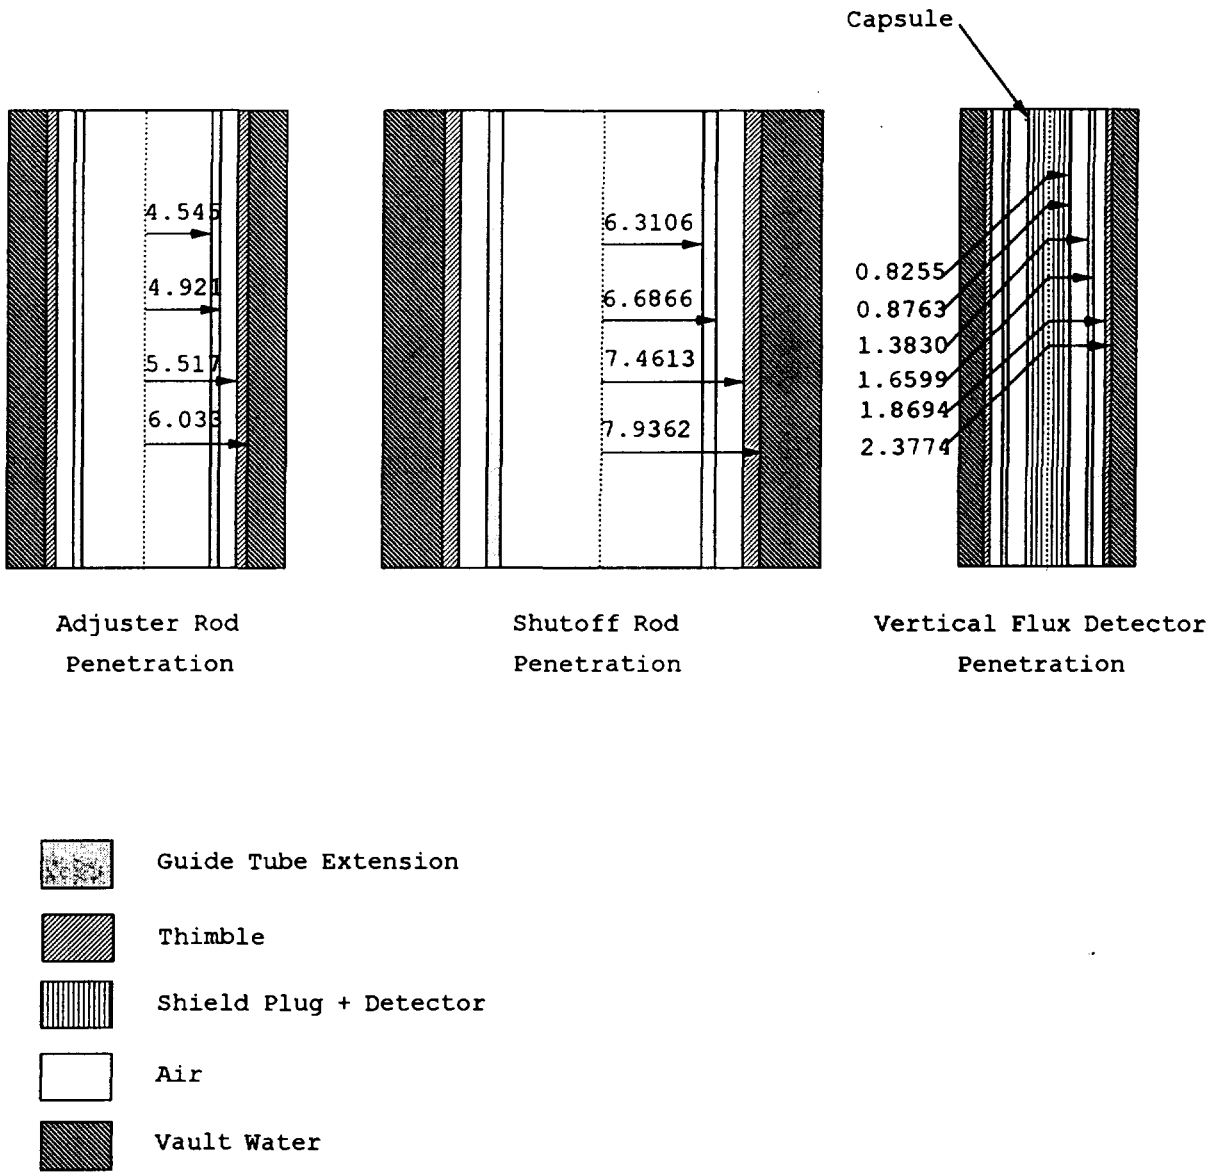 Capsule
4.545
4.921
5.517
6.033
6.3106
6.6866
7.4613
7.9362
0.8255
0.8763
1.3830
1.6599
1.8694
2.3774
Adjuster Rod
Penetration
Shutoff Rod
Penetration
Vertical Flux Detector
Penetration
Guide Tube Extension
Thimble
Shield Plug + Detector
Air
Vault Water